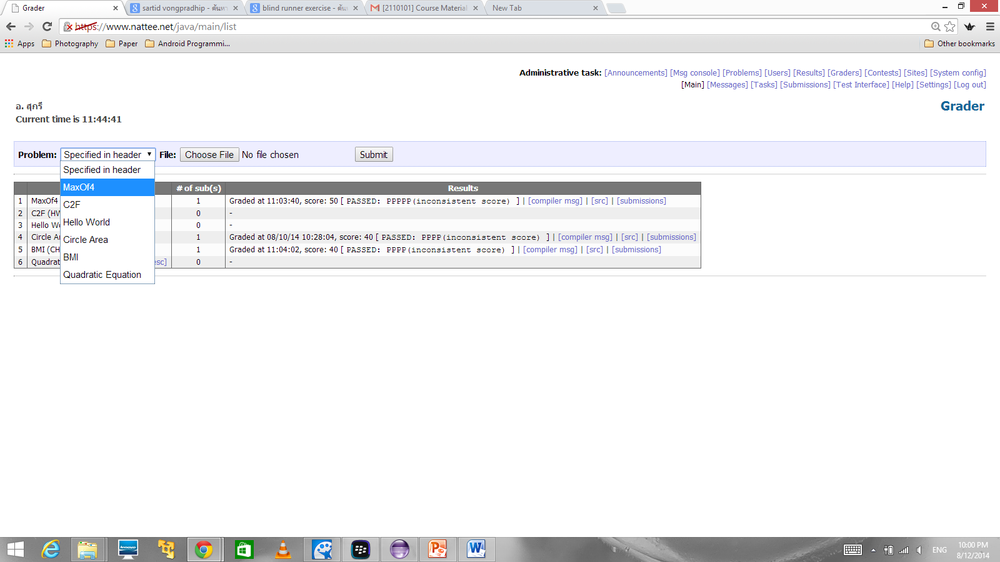 Grader
sartid vongpradhip - ค้นหา
blind runner exercise - ค้น
[2110101] Course Material
New Tab
https://www.nattee.net/java/main/list
Apps Photography Paper Android Programmi... Other bookmarks
Administrative task: [Announcements] [Msg console] [Problems] [Users] [Results] [Graders] [Contests] [Sites] [System config]
[Main] [Messages] [Tasks] [Submissions] [Test Interface] [Help] [Settings] [Log out]
อ. สุกรี
Grader
Current time is 11:44:41
Problem: Specified in header File: Choose File No file chosen Submit
Specified in header
MaxOf4
C2F
Hello World
Circle Area
BMI
Quadratic Equation
# of sub(s) Results
1 MaxOf4 1 Graded at 11:03:40, score: 50 [ PASSED: PPPPP(inconsistent score) ] | [compiler msg] | [src] | [submissions]
2 C2F (HW 0 -
3 Hello Wo 0 -
4 Circle Ar 1 Graded at 08/10/14 10:28:04, score: 40 [ PASSED: PPPP(inconsistent score) ] | [compiler msg] | [src] | [submissions]
5 BMI (CH 1 Graded at 11:04:02, score: 40 [ PASSED: PPPP(inconsistent score) ] | [compiler msg] | [src] | [submissions]
6 Quadrat esc] 0 -
lenovo
ENG
10:00 PM
8/12/2014